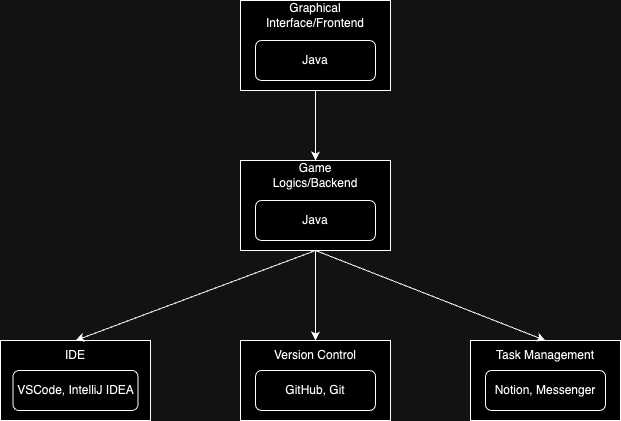 Graphical
Interface/Frontend
Java
Game
Logics/Backend
Java
IDE
VSCode, IntelliJ IDEA
Version Control
GitHub, Git
Task Management
Notion, Messenger